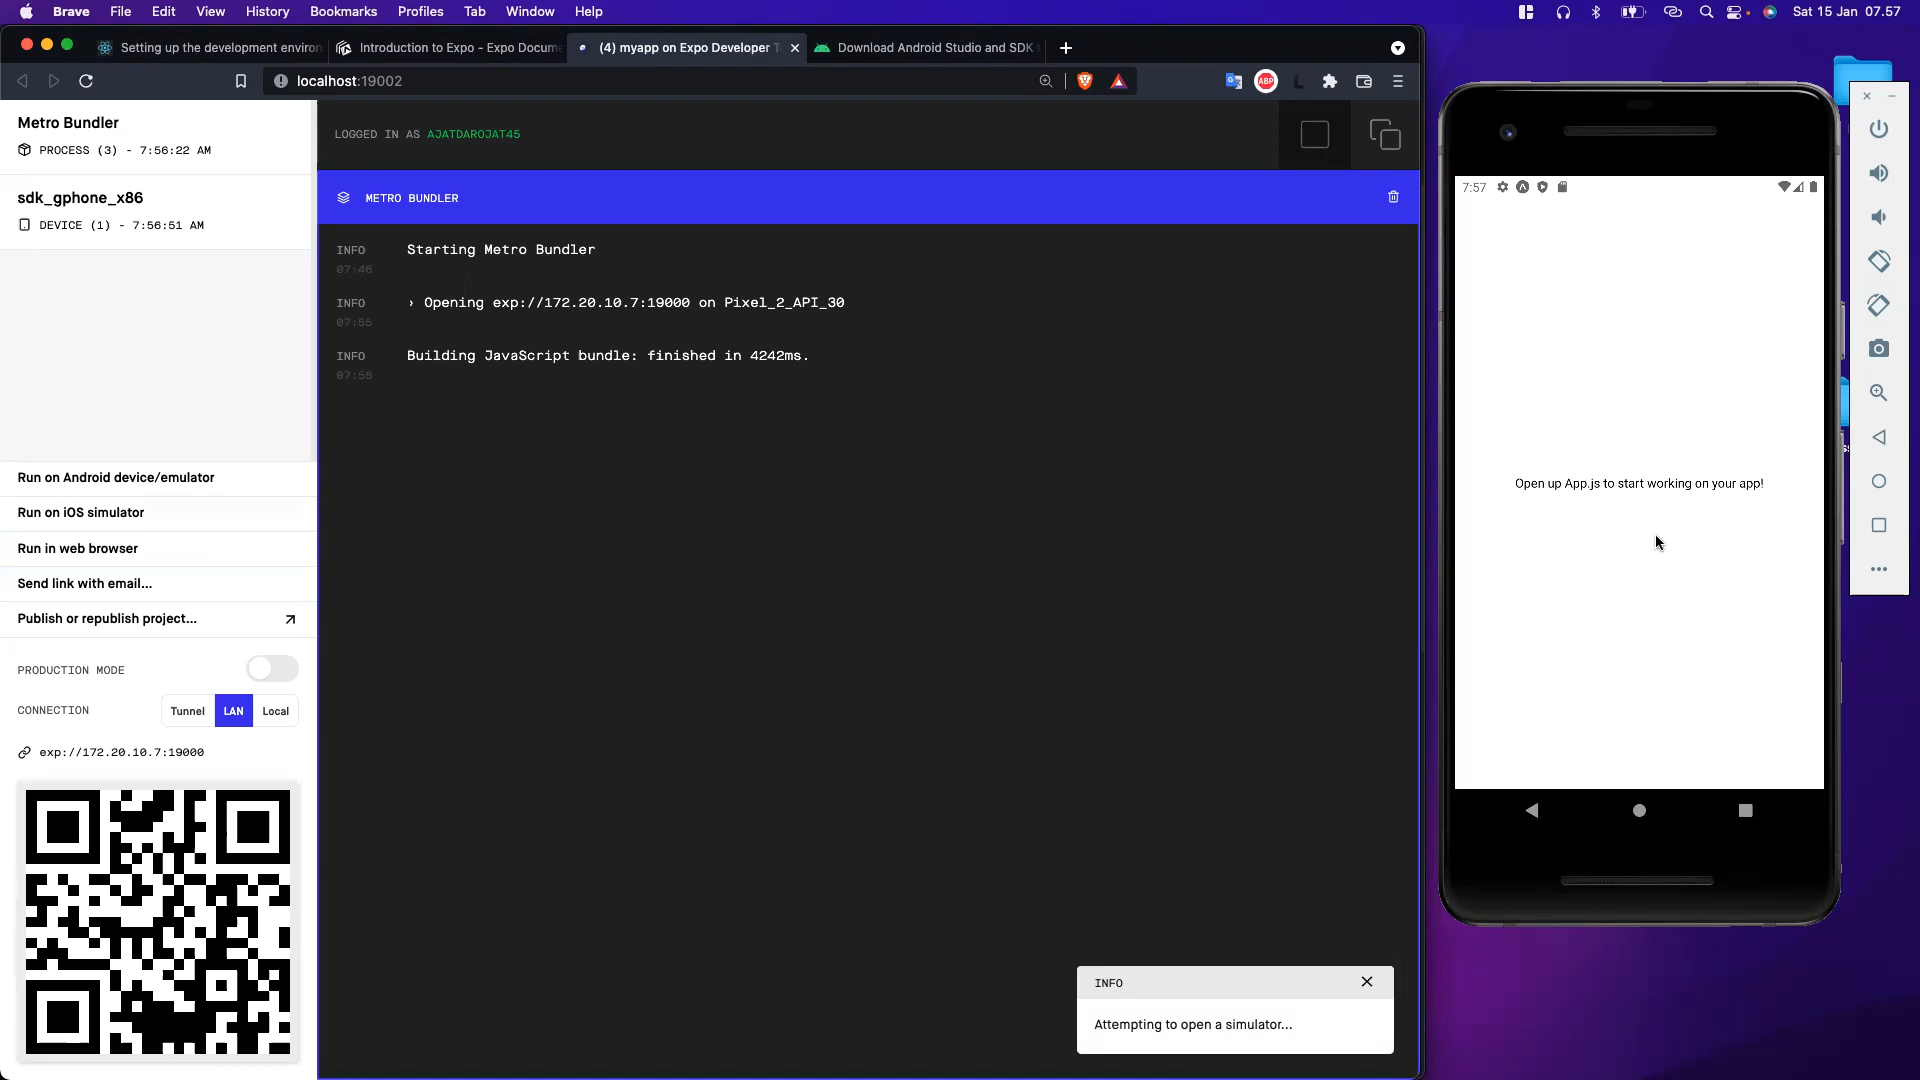 Brave File Edit View History Bookmarks Profiles Tab Window Help
Sat 15 Jan 07.57
Setting up the development environ
Introduction to Expo - Expo Docume
(4) myapp on Expo Developer T
Download Android Studio and SDK
localhost:19002
ABP
Metro Bundler
PROCESS (3) - 7:56:22 AM
sdk_gphone_x86
DEVICE (1) - 7:56:51 AM
Run on Android device/emulator
Run on iOS simulator
Run in web browser
Send link with email...
Publish or republish project...
PRODUCTION MODE
CONNECTION
Tunnel LAN Local
exp://172.20.10.7:19000
LOGGED IN AS AJATDAROJAT45
METRO BUNDLER
INFO Starting Metro Bundler
07:46
INFO › Opening exp://172.20.10.7:19000 on Pixel_2_API_30
07:55
INFO Building JavaScript bundle: finished in 4242ms.
07:55
INFO
Attempting to open a simulator...
7:57
Open up App.js to start working on your app!